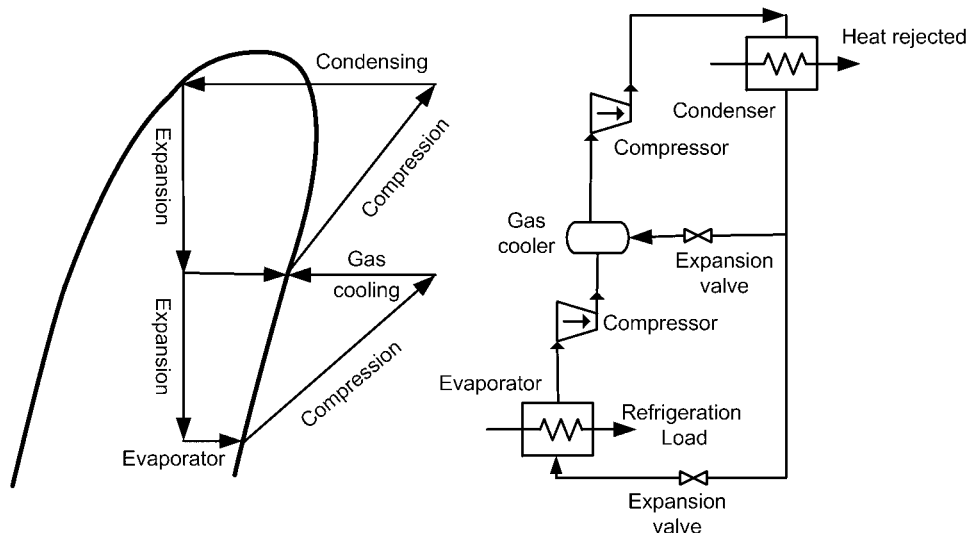 Condensing
Expansion
Compression
Gas
cooling
Expansion
Compression
Evaporator
Heat rejected
Condenser
Compressor
Gas
cooler
Expansion
valve
Compressor
Evaporator
Refrigeration
Load
Expansion
valve